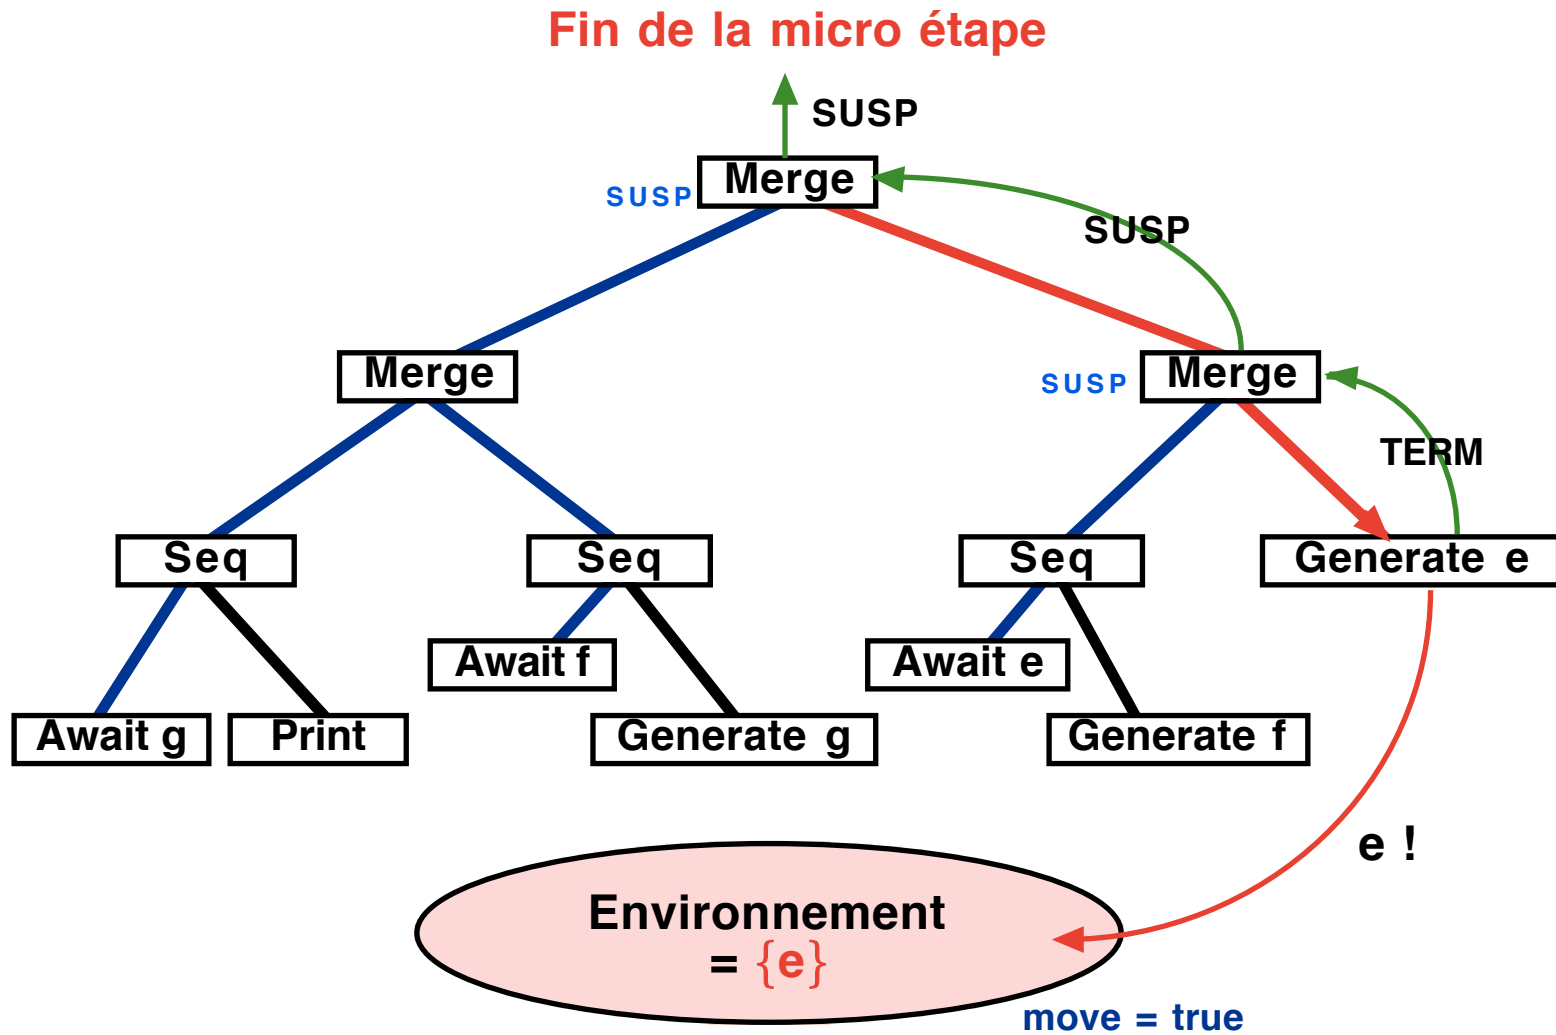 Fin de la micro étape
SUSP
Merge
SUSP
SUSP
Merge
SUSP
Merge
TERM
Seq
Seq
Seq
Generate e
Await f
Await e
Await g
Print
Generate g
Generate f
e !
Environnement
= {e}
move = true